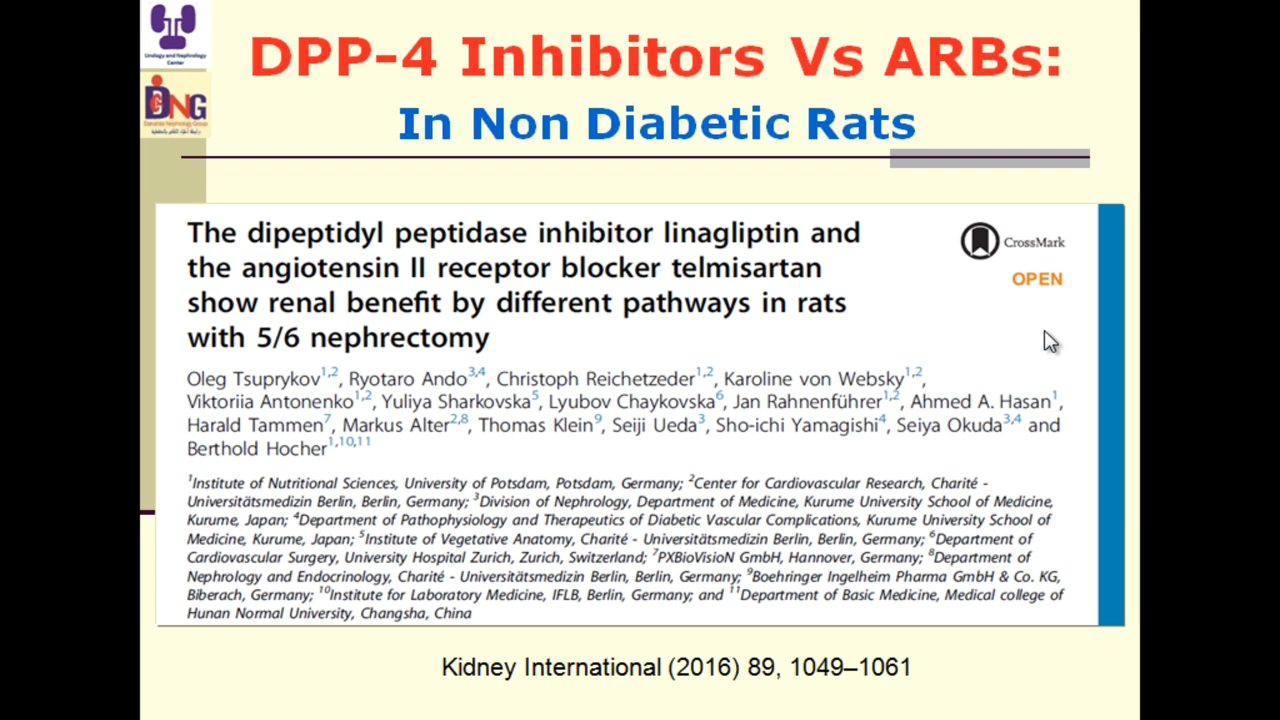 Urology and Nephrology
Center
DNG
DPP-4 Inhibitors Vs ARBs:
In Non Diabetic Rats
The dipeptidyl peptidase inhibitor linagliptin and
the angiotensin II receptor blocker telmisartan
show renal benefit by different pathways in rats
with 5/6 nephrectomy
CrossMark
OPEN
Oleg Tsuprykov1,2, Ryotaro Ando3,4, Christoph Reichetzeder1,2, Karoline von Websky1,2,
Viktoriia Antonenko1,2, Yuliya Sharkovska5, Lyubov Chaykovska6, Jan Rahnenführer1,2, Ahmed A. Hasan1,
Harald Tammen7, Markus Alter2,8, Thomas Klein9, Seiji Ueda3, Sho-ichi Yamagishi4, Seiya Okuda3,4 and
Berthold Hocher1,10,11
1Institute of Nutritional Sciences, University of Potsdam, Potsdam, Germany; 2Center for Cardiovascular Research, Charité -
Universitätsmedizin Berlin, Berlin, Germany; 3Division of Nephrology, Department of Medicine, Kurume University School of Medicine,
Kurume, Japan; 4Department of Pathophysiology and Therapeutics of Diabetic Vascular Complications, Kurume University School of
Medicine, Kurume, Japan; 5Institute of Vegetative Anatomy, Charité - Universitätsmedizin Berlin, Berlin, Germany; 6Department of
Cardiovascular Surgery, University Hospital Zurich, Zurich, Switzerland; 7PXBioVisioN GmbH, Hannover, Germany; 8Department of
Nephrology and Endocrinology, Charité - Universitätsmedizin Berlin, Berlin, Germany; 9Boehringer Ingelheim Pharma GmbH & Co. KG,
Biberach, Germany; 10Institute for Laboratory Medicine, IFLB, Berlin, Germany; and 11Department of Basic Medicine, Medical college of
Hunan Normal University, Changsha, China
Kidney International (2016) 89, 1049–1061